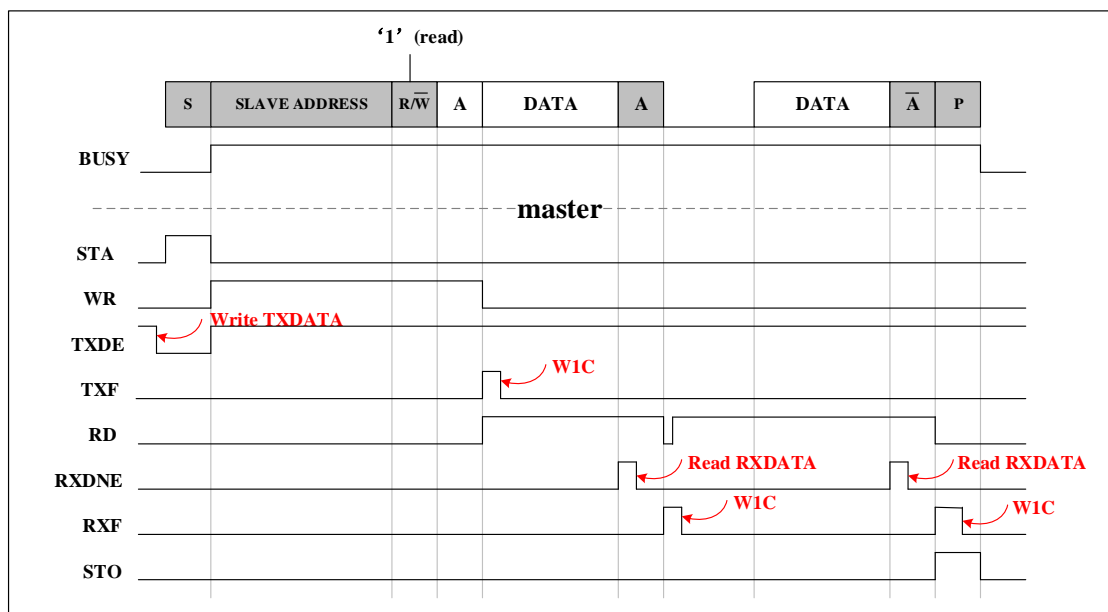 ‘1’ (read)
S SLAVE ADDRESS R/W̅ A DATA A DATA A̅ P
BUSY
master
STA
WR
Write TXDATA
TXDE
W1C
TXF
RD
Read RXDATA Read RXDATA
RXDNE
W1C W1C
RXF
STO